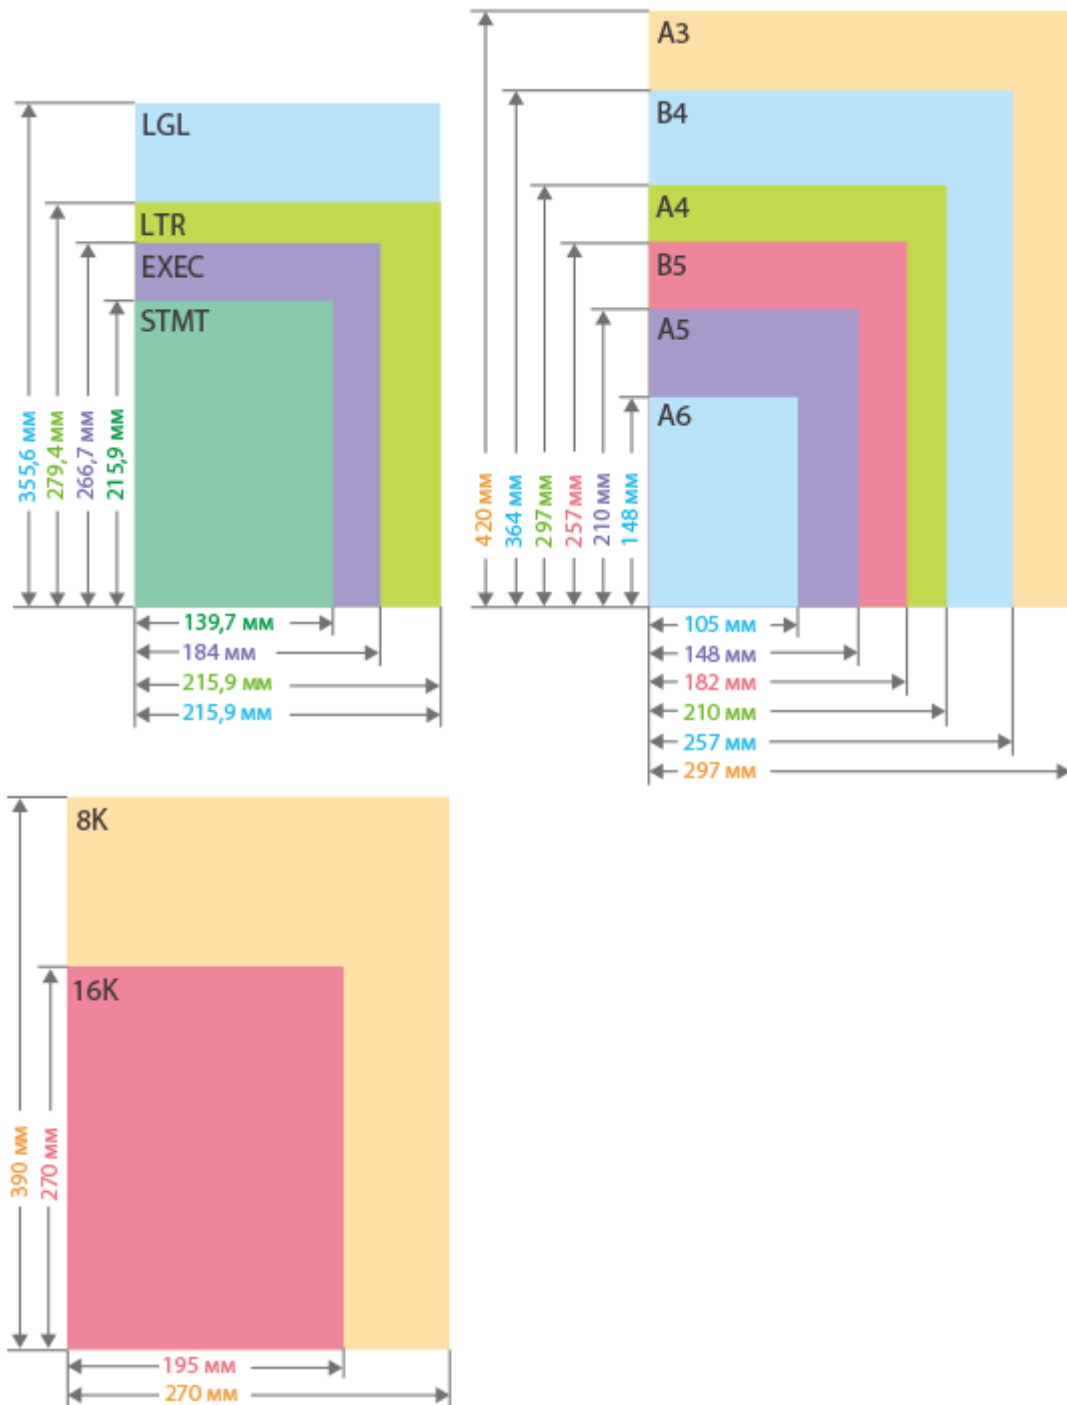 LGL
LTR
EXEC
STMT
355,6 мм
279,4 мм
266,7 мм
215,9 мм
139,7 мм
184 мм
215,9 мм
215,9 мм
A3
B4
A4
B5
A5
A6
420 мм
364 мм
297 мм
257 мм
210 мм
148 мм
105 мм
148 мм
182 мм
210 мм
257 мм
297 мм
8K
16K
390 мм
270 мм
195 мм
270 мм